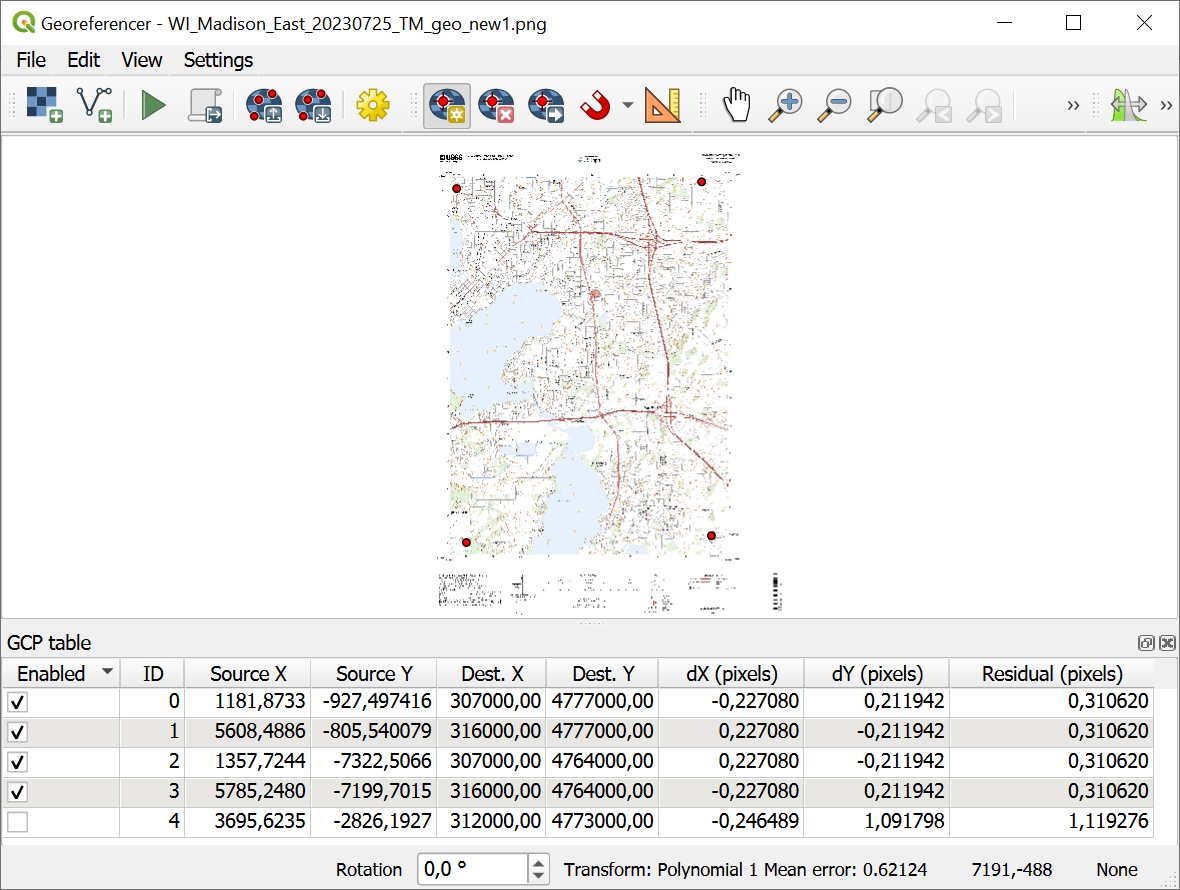 Georeferencer - WI_Madison_East_20230725_TM_geo_new1.png
File Edit View Settings
GCP table
Enabled ID Source X Source Y Dest. X Dest. Y dX (pixels) dY (pixels) Residual (pixels)
0 1181,8733 -927,497416 307000,00 4777000,00 -0,227080 0,211942 0,310620
1 5608,4886 -805,540079 316000,00 4777000,00 0,227080 -0,211942 0,310620
2 1357,7244 -7322,5066 307000,00 4764000,00 0,227080 -0,211942 0,310620
3 5785,2480 -7199,7015 316000,00 4764000,00 -0,227080 0,211942 0,310620
4 3695,6235 -2826,1927 312000,00 4773000,00 -0,246489 1,091798 1,119276
Rotation 0,0 ° Transform: Polynomial 1 Mean error: 0.62124 7191,-488 None